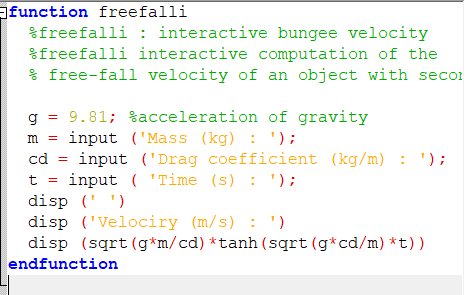 function freefalli
%freefalli : interactive bungee velocity
%freefalli interactive computation of the
% free-fall velocity of an object with
g = 9.81; %acceleration of gravity
m = input ('Mass (kg) : ');
cd = input ('Drag coefficient (kg/m) : ');
t = input ( 'Time (s) : ');
disp (' ')
disp ('Velociry (m/s) : ')
disp (sqrt(g*m/cd)*tanh(sqrt(g*cd/m)*t))
endfunction